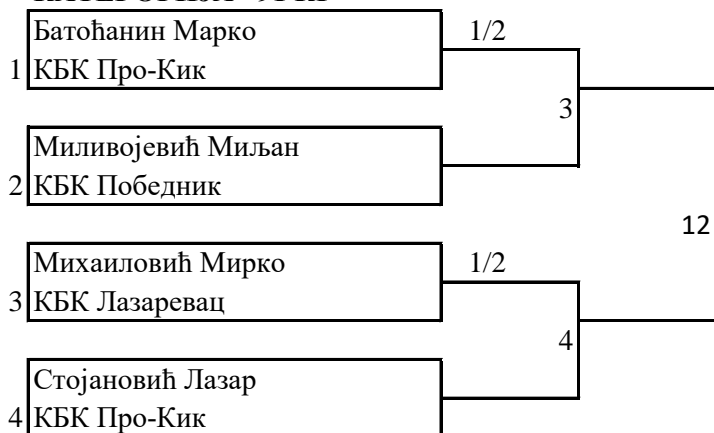 Батоћанин Марко
1/2
1 КБК Про-Кик
3
Миливојевић Миљан
2 КБК Победник
12
Михаиловић Мирко
1/2
3 КБК Лазаревац
4
Стојановић Лазар
4 КБК Про-Кик